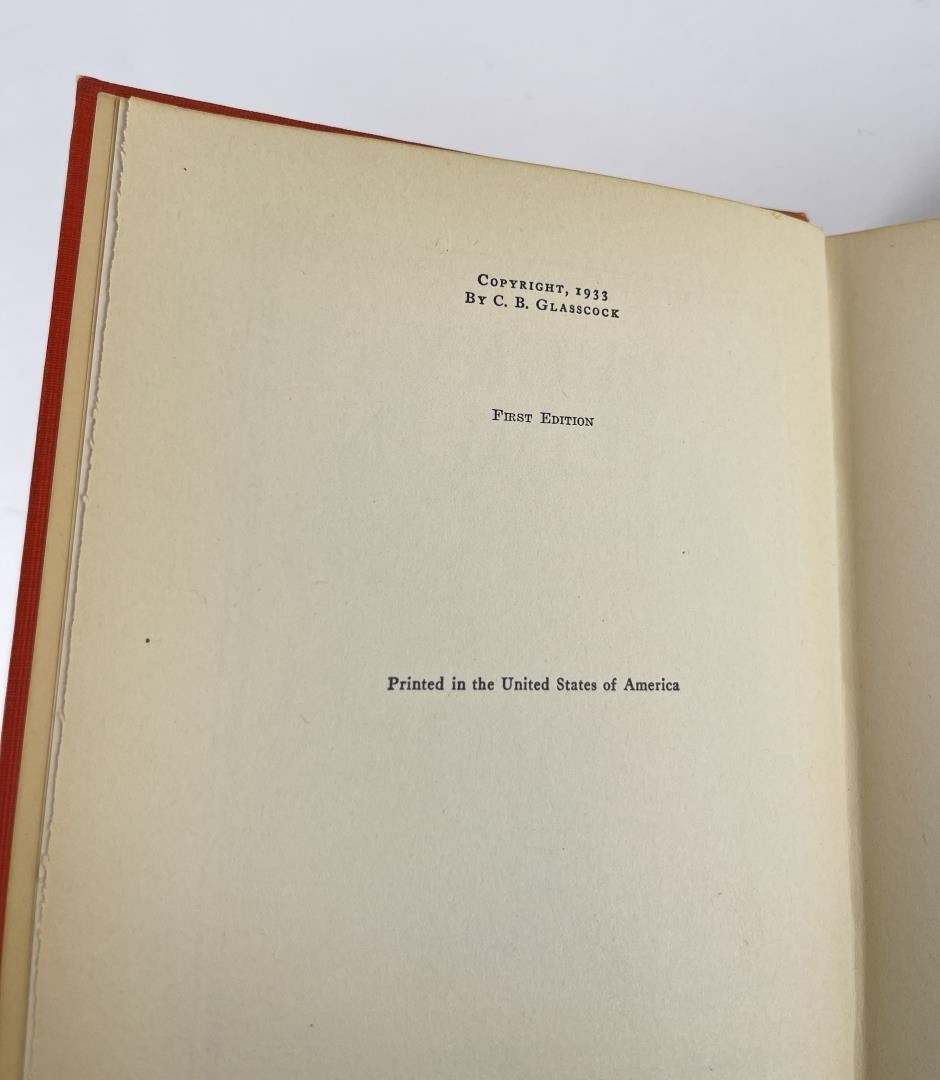 COPYRIGHT, 1933
BY C. B. GLASSCOCK
FIRST EDITION
Printed in the United States of America